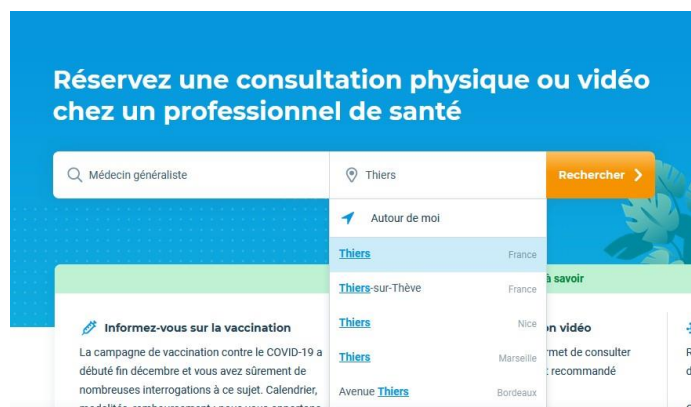 Réservez une consultation physique ou vidéo
chez un professionnel de santé
Médecin généraliste
Thiers
Rechercher
Autour de moi
Thiers France
Thiers-sur-Thève France
Thiers Nice
Thiers Marseille
Avenue Thiers Bordeaux
à savoir
Informez-vous sur la vaccination
La campagne de vaccination contre le COVID-19 a
débuté fin décembre et vous avez sûrement de
nombreuses interrogations à ce sujet. Calendrier,
vidéo
de consulter
recommandé